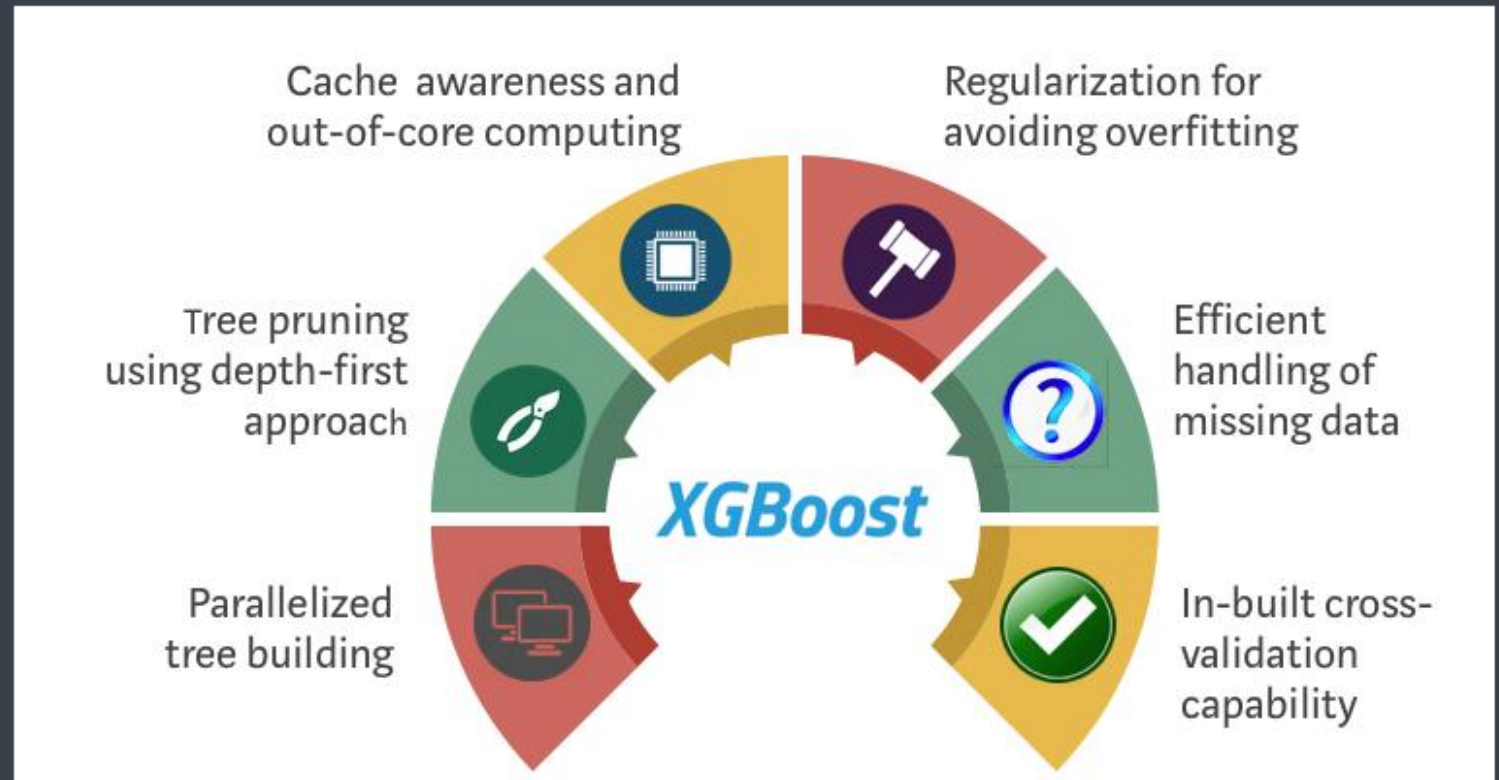 Cache awareness and
out-of-core computing
Regularization for
avoiding overfitting
Tree pruning
using depth-first
approach
Efficient
handling of
missing data
XGBoost
Parallelized
tree building
In-built cross-
validation
capability